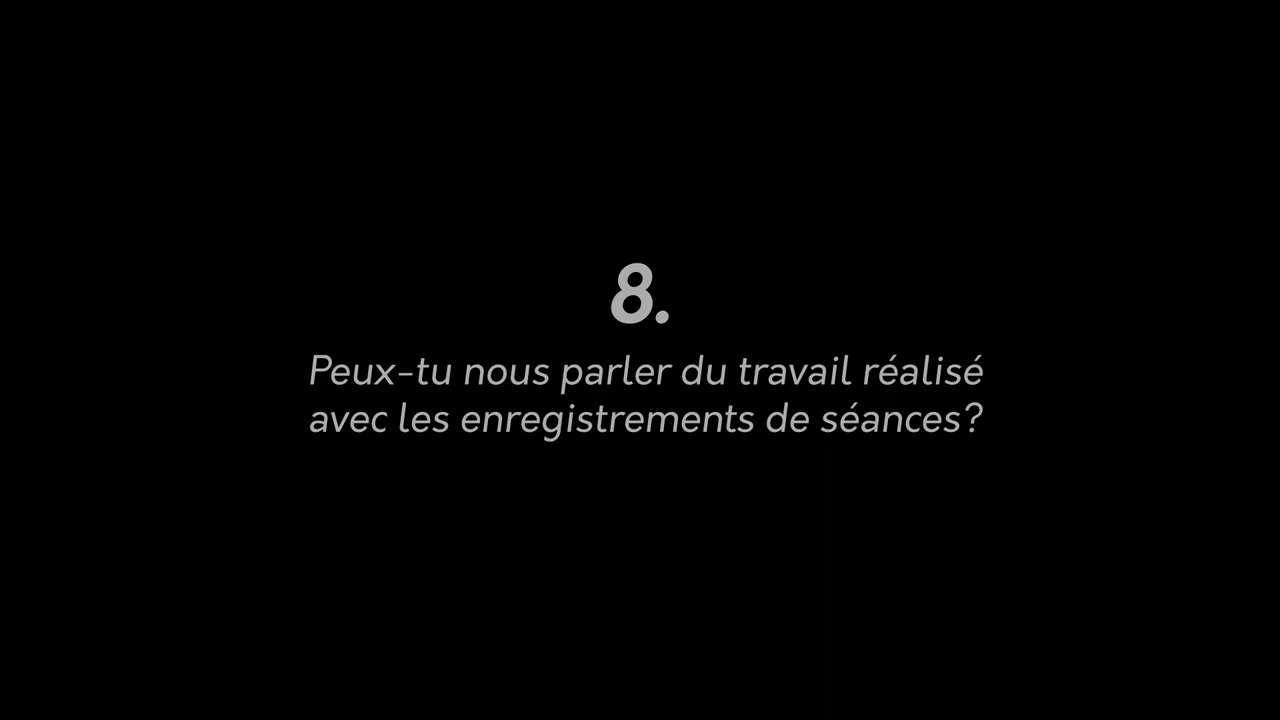 8.
Peux-tu nous parler du travail réalisé
avec les enregistrements de séances?